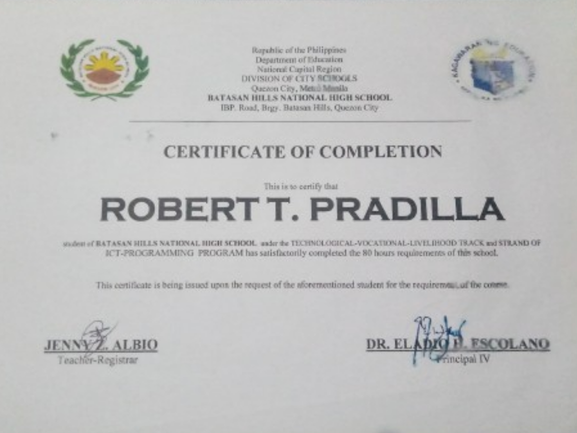 Republic of the Philippines
Department of Education
National Capital Region
DIVISION OF CITY SCHOOLS
Quezon City, Metro Manila
BATASAN HILLS NATIONAL HIGH SCHOOL
IBP. Road, Brgy. Batasan Hills, Quezon City
CERTIFICATE OF COMPLETION
This is to certify that
ROBERT T. PRADILLA
student of BATASAN HILLS NATIONAL HIGH SCHOOL under the TECHNOLOGICAL-VOCATIONAL-LIVELIHOOD TRACK and STRAND OF
ICT-PROGRAMMING PROGRAM has satisfactorily completed the 80 hours requirements of this school.
This certificate is being issued upon the request of the aforementioned student for the requirement of the course.
JENNY Z. ALBIO
Teacher-Registrar
DR. ELADIO H. ESCOLANO
Principal IV